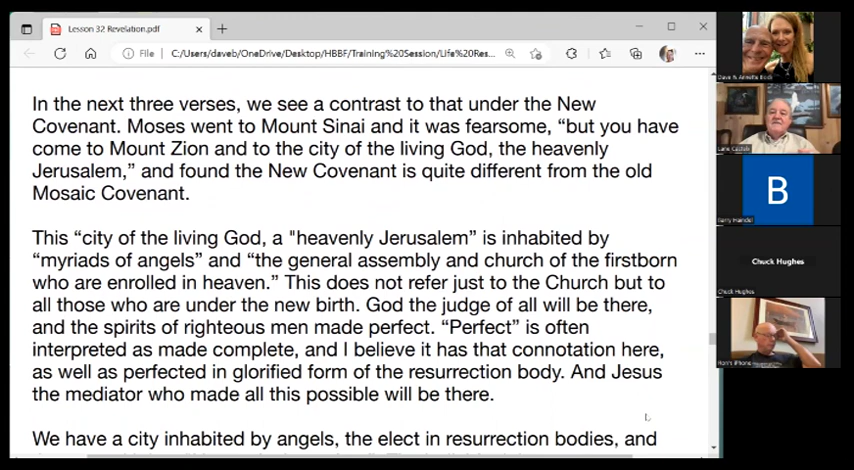 Lesson 32 Revelation.pdf
File
C:/Users/daveb/OneDrive/Desktop/HBBF/Training%20Session/Life%20Res...
In the next three verses, we see a contrast to that under the New
Covenant. Moses went to Mount Sinai and it was fearsome, “but you have
come to Mount Zion and to the city of the living God, the heavenly
Jerusalem,” and found the New Covenant is quite different from the old
Mosaic Covenant.
This “city of the living God, a "heavenly Jerusalem” is inhabited by
“myriads of angels” and “the general assembly and church of the firstborn
who are enrolled in heaven.” This does not refer just to the Church but to
all those who are under the new birth. God the judge of all will be there,
and the spirits of righteous men made perfect. “Perfect” is often
interpreted as made complete, and I believe it has that connotation here,
as well as perfected in glorified form of the resurrection body. And Jesus
the mediator who made all this possible will be there.
We have a city inhabited by angels, the elect in resurrection bodies, and
B
Chuck Hughes
Chuck Hughes
Ron's iPhone